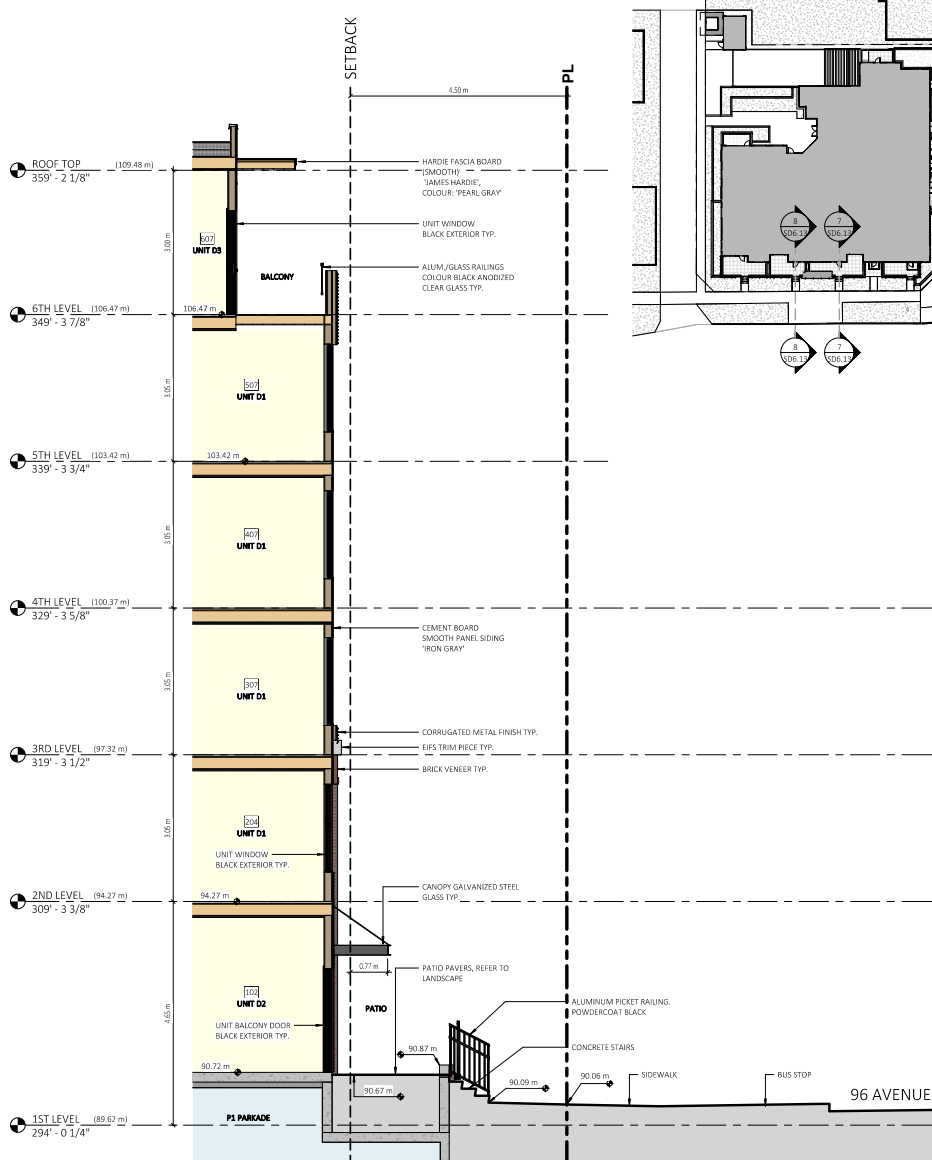 SETBACK
PL
4.50 m
ROOF TOP (109.48 m)
359' - 2 1/8"
HARDIE FASCIA BOARD
(SMOOTH)
'JAMES HARDIE',
COLOUR: 'PEARL GRAY'
UNIT WINDOW
BLACK EXTERIOR TYP.
607
UNIT D3
3.00 m
BALCONY
ALUM./GLASS RAILINGS
COLOUR BLACK ANODIZED
CLEAR GLASS TYP.
8
SD6.13
7
SD6.13
8
SD6.13
7
SD6.13
6TH LEVEL (106.47 m)
349' - 3 7/8"
106.47 m
507
UNIT D1
3.05 m
5TH LEVEL (103.42 m)
339' - 3 3/4"
103.42 m
407
UNIT D1
3.05 m
4TH LEVEL (100.37 m)
329' - 3 5/8"
CEMENT BOARD
SMOOTH PANEL SIDING
'IRON GRAY'
307
UNIT D1
3.05 m
CORRUGATED METAL FINISH TYP.
EIFS TRIM PIECE TYP.
3RD LEVEL (97.32 m)
319' - 3 1/2"
BRICK VENEER TYP.
204
UNIT D1
3.05 m
UNIT WINDOW
BLACK EXTERIOR TYP.
2ND LEVEL (94.27 m)
309' - 3 3/8"
94.27 m
CANOPY GALVANIZED STEEL
GLASS TYP.
0.77 m
PATIO PAVERS, REFER TO
LANDSCAPE
102
UNIT D2
4.65 m
PATIO
UNIT BALCONY DOOR
BLACK EXTERIOR TYP.
ALUMINUM PICKET RAILING.
POWDERCOAT BLACK
CONCRETE STAIRS
90.87 m
90.72 m
90.67 m
90.09 m
90.06 m
SIDEWALK
BUS STOP
96 AVENUE
P1 PARKADE
1ST LEVEL (89.62 m)
294' - 0 1/4"